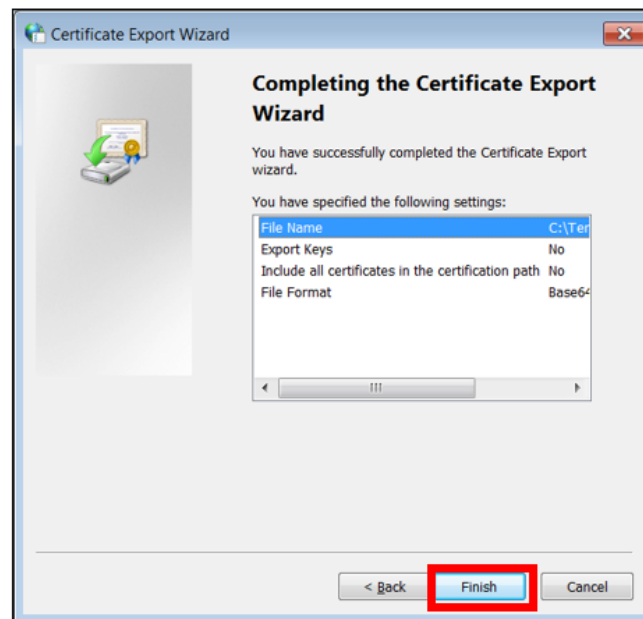 Certificate Export Wizard
Completing the Certificate Export
Wizard
You have successfully completed the Certificate Export
wizard.
You have specified the following settings:
File Name C:\Ter
Export Keys No
Include all certificates in the certification path No
File Format Base64
< Back Finish Cancel